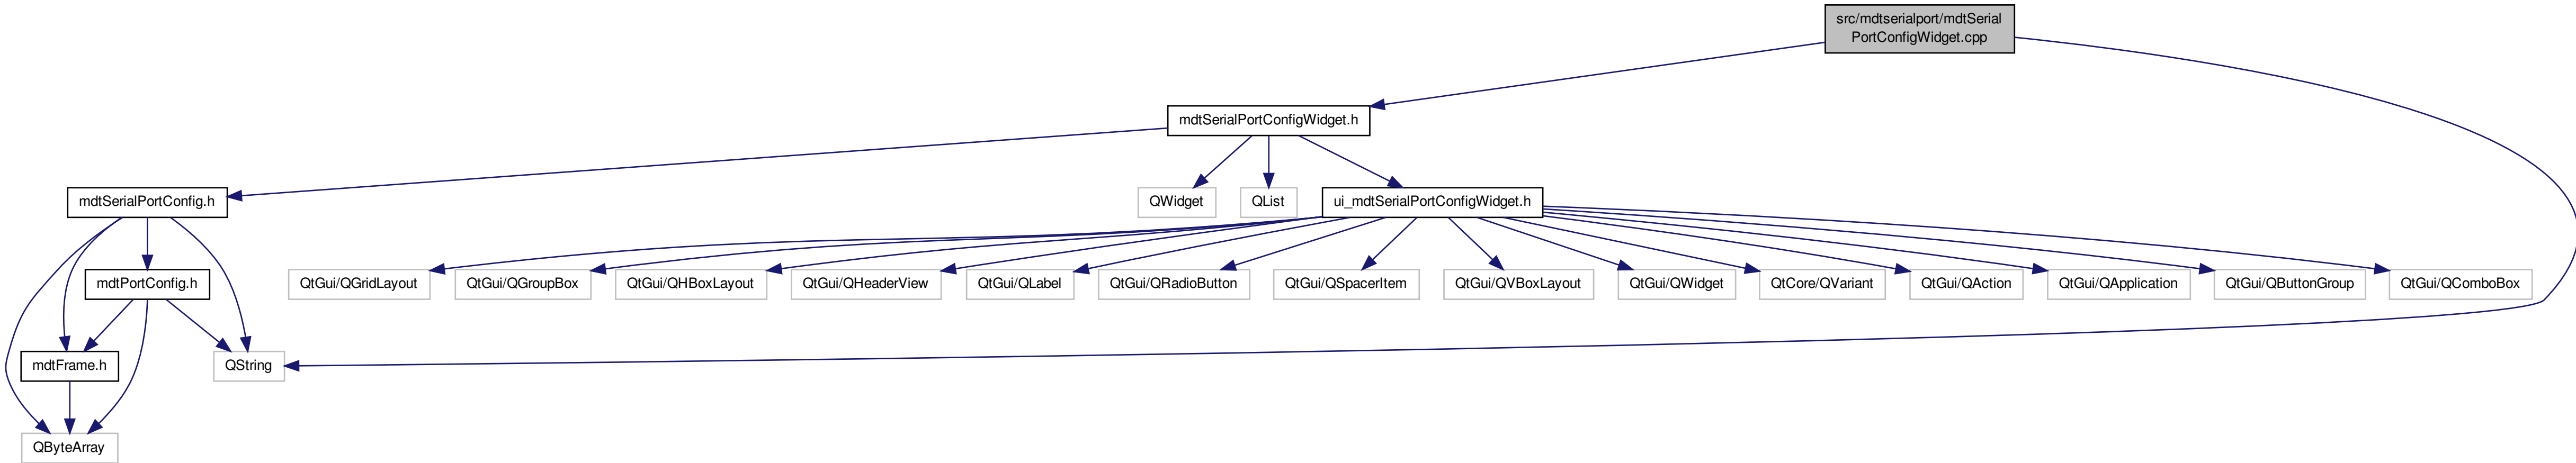 src/mdtserialport/mdtSerial
PortConfigWidget.cpp
mdtSerialPortConfigWidget.h
mdtSerialPortConfig.h
QWidget
QList
ui_mdtSerialPortConfigWidget.h
mdtPortConfig.h
QtGui/QGridLayout
QtGui/QGroupBox
QtGui/QHBoxLayout
QtGui/QHeaderView
QtGui/QLabel
QtGui/QRadioButton
QtGui/QSpacerItem
QtGui/QVBoxLayout
QtGui/QWidget
QtCore/QVariant
QtGui/QAction
QtGui/QApplication
QtGui/QButtonGroup
QtGui/QComboBox
mdtFrame.h
QString
QByteArray